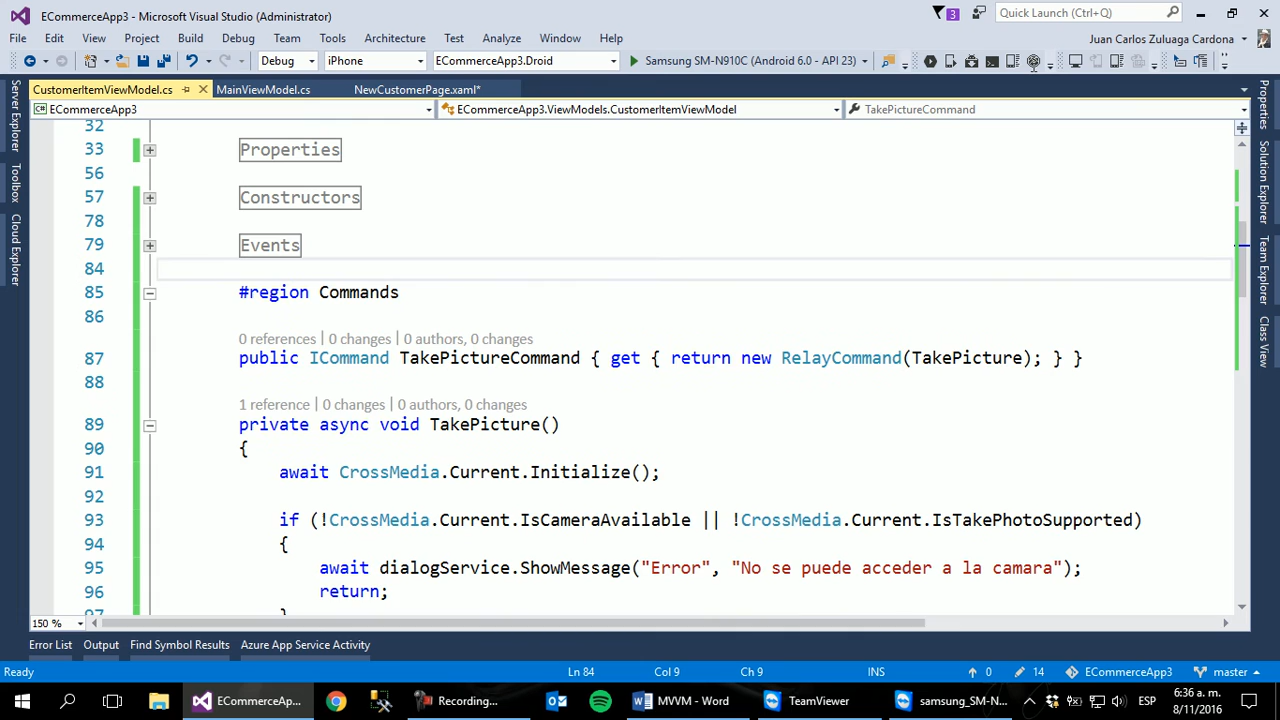 ECommerceApp3 - Microsoft Visual Studio (Administrator)
3
Quick Launch (Ctrl+Q)
File Edit View Project Build Debug Team Tools Architecture Test Analyze Window Help
Juan Carlos Zuluaga Cardona
Debug iPhone ECommerceApp3.Droid Samsung SM-N910C (Android 6.0 - API 23)
CustomerItemViewModel.cs MainViewModel.cs NewCustomerPage.xaml*
ECommerceApp3 ECommerceApp3.ViewModels.CustomerItemViewModel TakePictureCommand
Server Explorer
Toolbox
Cloud Explorer
Properties
Solution Explorer
Team Explorer
Class View
32
33 Properties
56
57 Constructors
78
79 Events
84
85 #region Commands
86
0 references | 0 changes | 0 authors, 0 changes
87 public ICommand TakePictureCommand { get { return new RelayCommand(TakePicture); } }
88
1 reference | 0 changes | 0 authors, 0 changes
89 private async void TakePicture()
90 {
91 await CrossMedia.Current.Initialize();
92
93 if (!CrossMedia.Current.IsCameraAvailable || !CrossMedia.Current.IsTakePhotoSupported)
94 {
95 await dialogService.ShowMessage("Error", "No se puede acceder a la camara");
96 return;
97 }
150 %
Error List Output Find Symbol Results Azure App Service Activity
Ready Ln 84 Col 9 Ch 9 INS 0 14 ECommerceApp3 master
ECommerceAp... Recording... MVVM - Word TeamViewer samsung_SM-N... ESP 6:36 a. m.
8/11/2016